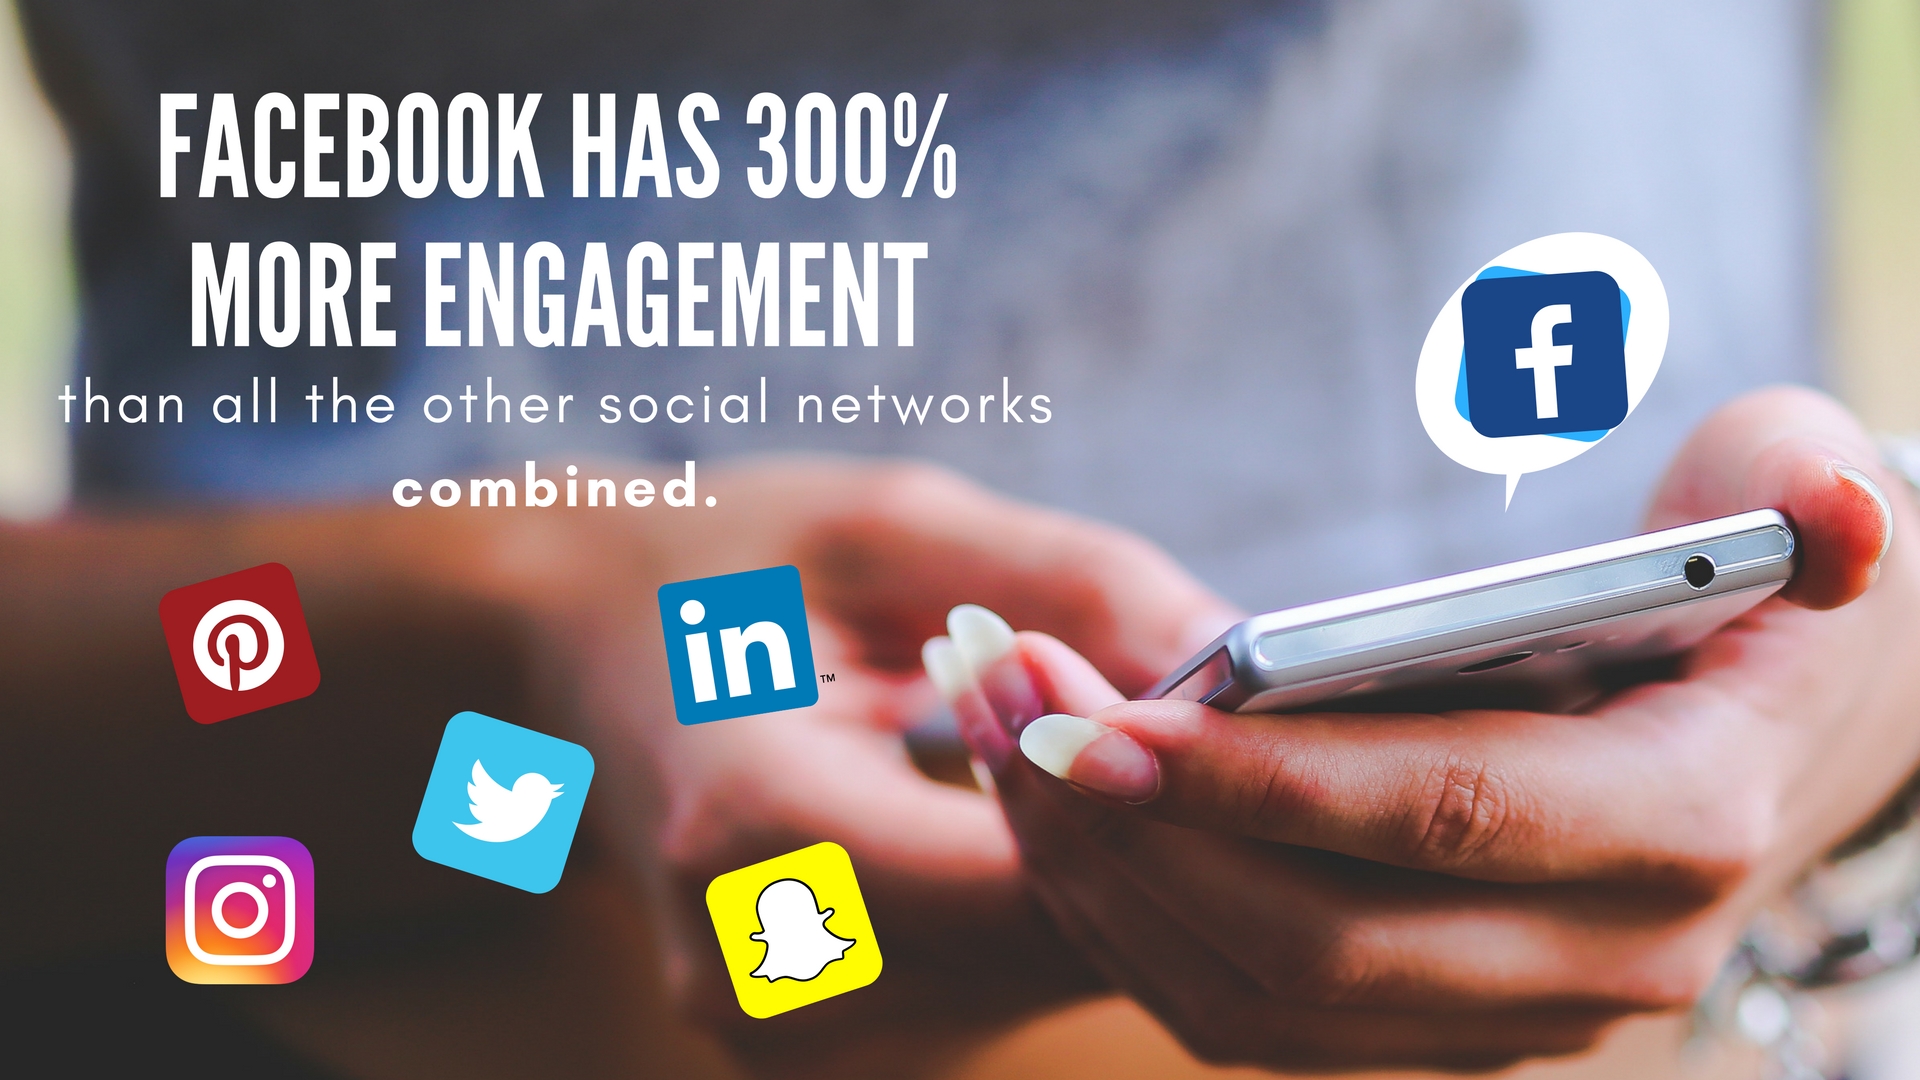 FACEBOOK HAS 300%
MORE ENGAGEMENT
than all the other social networks
combined.
f
in
TM